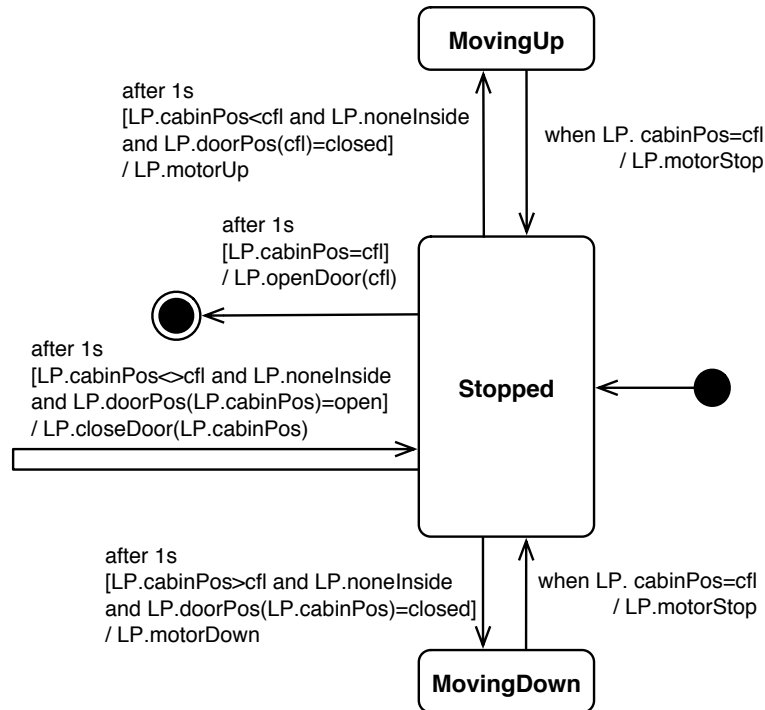 MovingUp
after 1s
[LP.cabinPos<cfl and LP.noneInside
and LP.doorPos(cfl)=closed]
/ LP.motorUp
when LP. cabinPos=cfl
/ LP.motorStop
after 1s
[LP.cabinPos=cfl]
/ LP.openDoor(cfl)
after 1s
[LP.cabinPos<>cfl and LP.noneInside
and LP.doorPos(LP.cabinPos)=open]
/ LP.closeDoor(LP.cabinPos)
Stopped
after 1s
[LP.cabinPos>cfl and LP.noneInside
and LP.doorPos(LP.cabinPos)=closed]
/ LP.motorDown
when LP. cabinPos=cfl
/ LP.motorStop
MovingDown